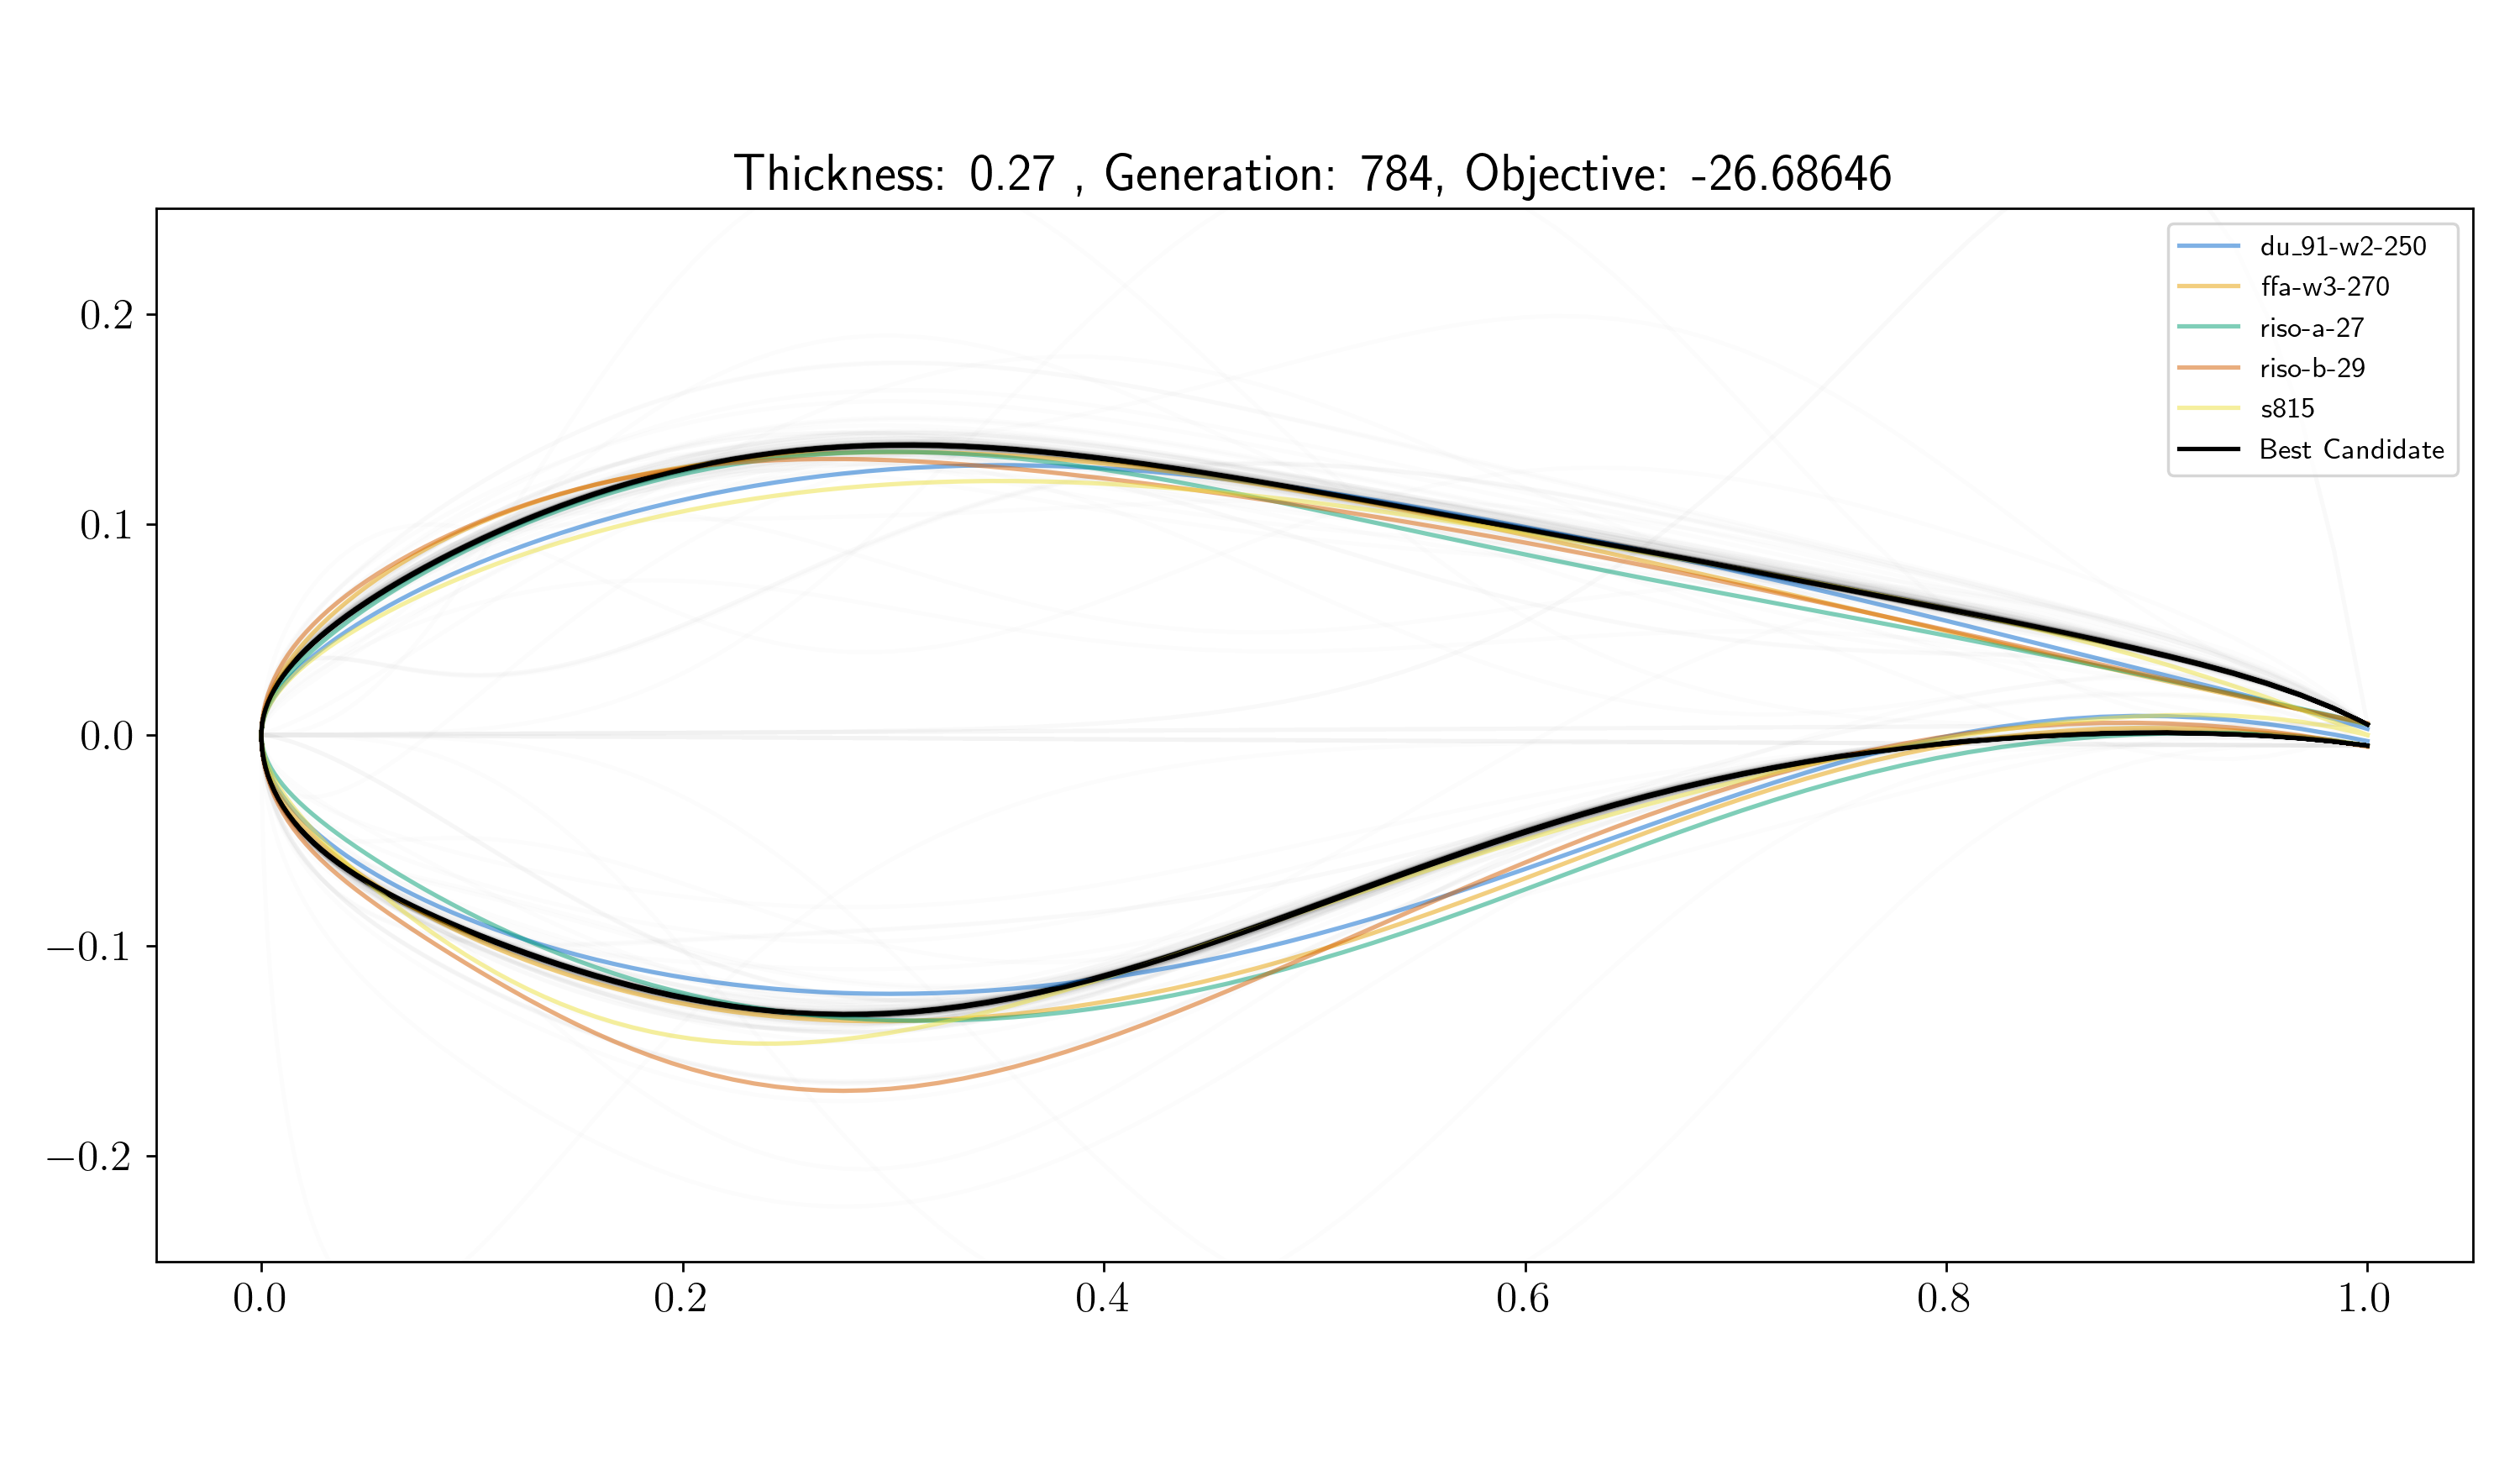 Thickness: 0.27 , Generation: 784, Objective: -26.68646
du_91-w2-250
ffa-w3-270
riso-a-27
riso-b-29
s815
Best Candidate
0.2
0.1
0.0
−0.1
−0.2
0.0 0.2 0.4 0.6 0.8 1.0